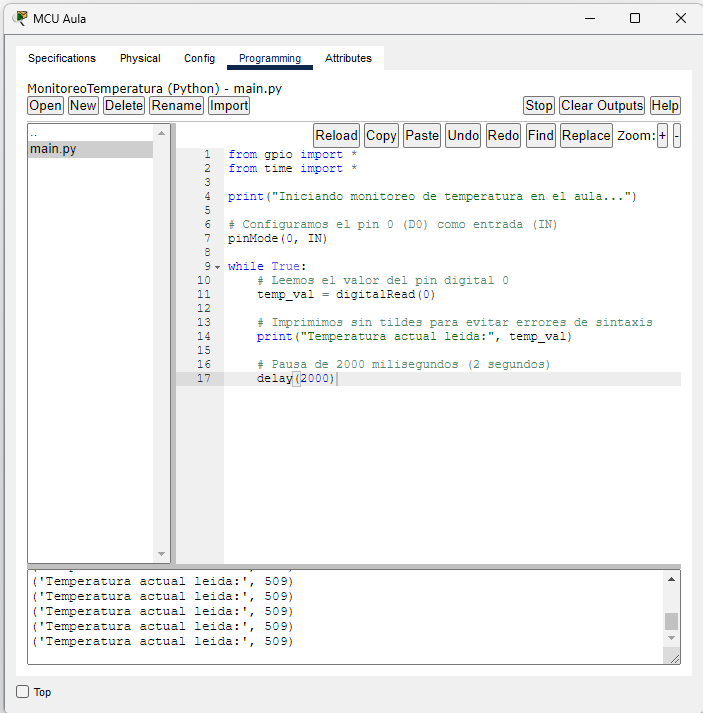 MCU Aula
Specifications Physical Config Programming Attributes
MonitoreoTemperatura (Python) - main.py
Open New Delete Rename Import Stop Clear Outputs Help
..
main.py
Reload Copy Paste Undo Redo Find Replace Zoom: + -
1 from gpio import *
2 from time import *
3
4 print("Iniciando monitoreo de temperatura en el aula...")
5
6 # Configuramos el pin 0 (D0) como entrada (IN)
7 pinMode(0, IN)
8
9 while True:
10 # Leemos el valor del pin digital 0
11 temp_val = digitalRead(0)
12
13 # Imprimimos sin tildes para evitar errores de sintaxis
14 print("Temperatura actual leida:", temp_val)
15
16 # Pausa de 2000 milisegundos (2 segundos)
17 delay(2000)
('Temperatura actual leida:', 509)
('Temperatura actual leida:', 509)
('Temperatura actual leida:', 509)
('Temperatura actual leida:', 509)
('Temperatura actual leida:', 509)
Top